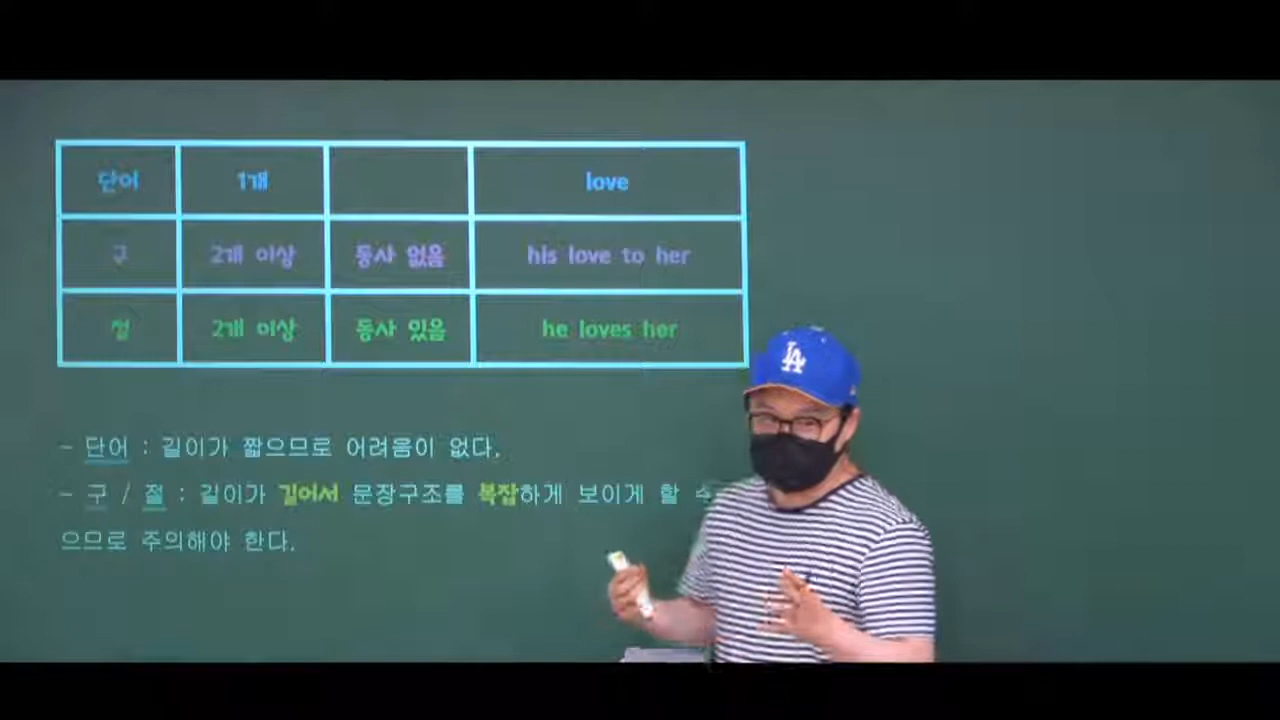 단어 1개 love
구 2개 이상 동사 없음 his love to her
절 2개 이상 동사 있음 he loves her
- 단어 : 길이가 짧으므로 어려움이 없다.
- 구 / 절 : 길이가 길어서 문장구조를 복잡하게 보이게 할 수
으므로 주의해야 한다.
LA